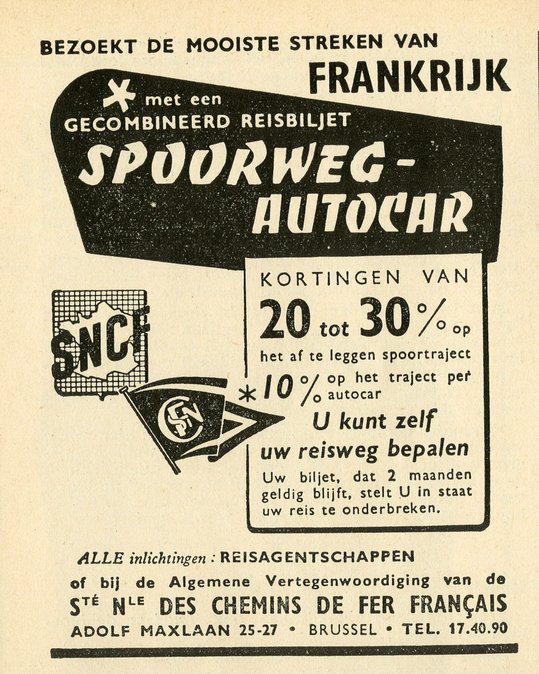 BEZOEKT DE MOOISTE STREKEN VAN
FRANKRIJK
* met een
GECOMBINEERD REISBILJET
SPOORWEG-
AUTOCAR
KORTINGEN VAN
20 tot 30% op
het af te leggen spoortraject
*10% op het traject per autocar
U kunt zelf
uw reisweg bepalen
Uw biljet, dat 2 maanden
geldig blijft, stelt U in staat
uw reis te onderbreken.
SNCF
ALLE inlichtingen : REISAGENTSCHAPPEN
of bij de Algemene Vertegenwoordiging van de
STÉ NLE DES CHEMINS DE FER FRANÇAIS
ADOLF MAXLAAN 25-27 • BRUSSEL • TEL. 17.40.90